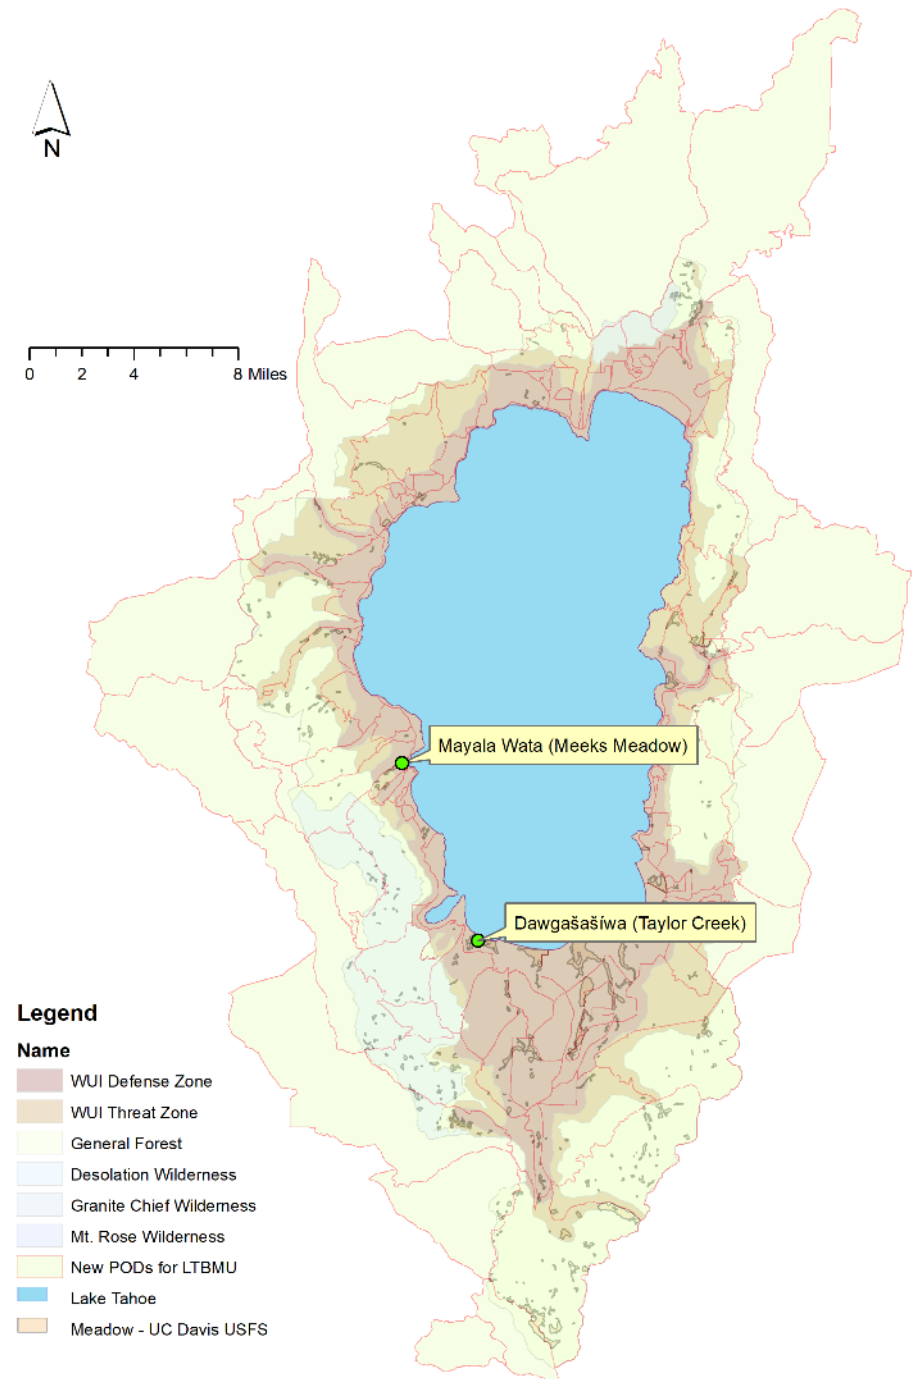 N
0 2 4 8 Miles
Mayala Wata (Meeks Meadow)
Dawgašašíwa (Taylor Creek)
Legend
Name
WUI Defense Zone
WUI Threat Zone
General Forest
Desolation Wilderness
Granite Chief Wilderness
Mt. Rose Wilderness
New PODs for LTBMU
Lake Tahoe
Meadow - UC Davis USFS